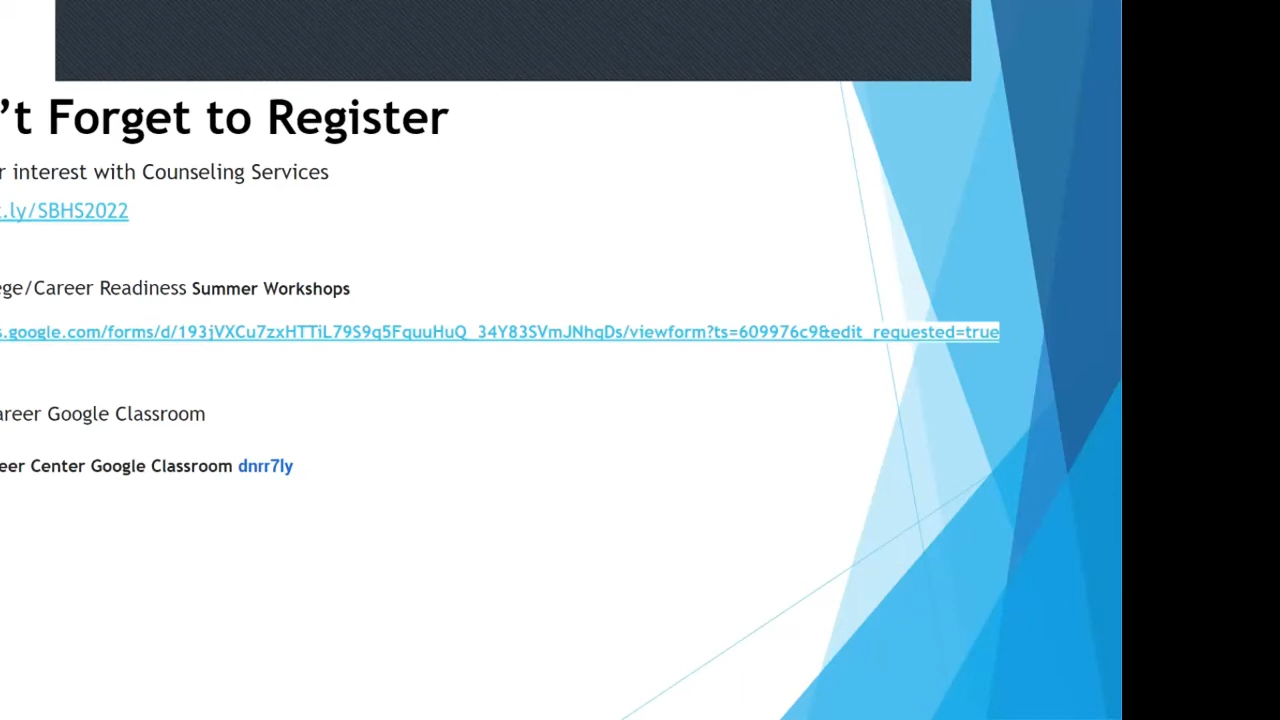 ’t Forget to Register
r interest with Counseling Services
.ly/SBHS2022
ege/Career Readiness Summer Workshops
s.google.com/forms/d/193jVXCu7zxHTTiL79S9q5FquuHuQ_34Y83SVmJNhqDs/viewform?ts=609976c9&edit_requested=true
areer Google Classroom
eer Center Google Classroom dnrr7ly